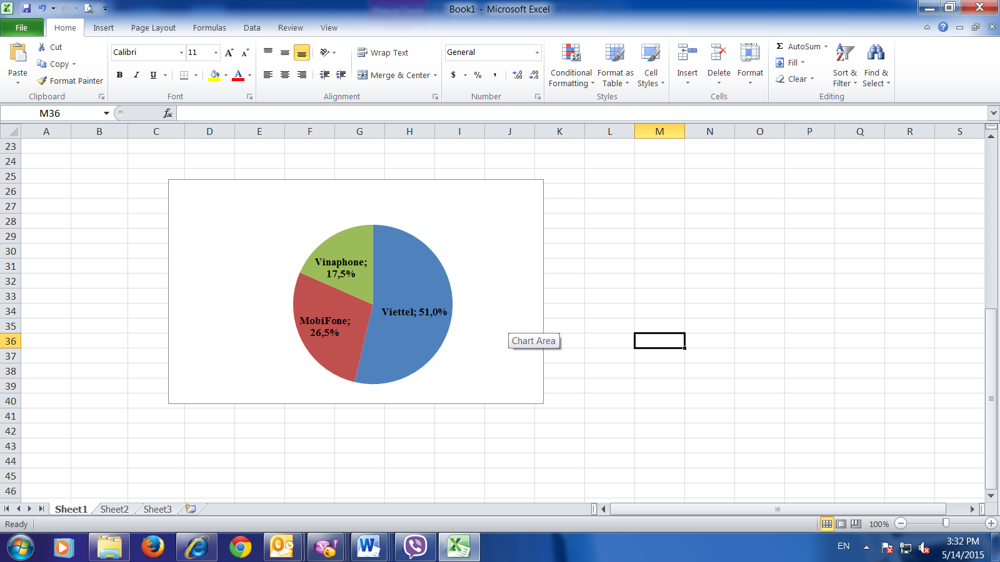 Book1 - Microsoft Excel
File Home Insert Page Layout Formulas Data Review View
Paste
Cut
Copy
Format Painter
Clipboard
Calibri 11
B I U
A
Font
Wrap Text
Merge & Center
Alignment
General
$ % ,
Number
Conditional Formatting
Format as Table
Cell Styles
Styles
Insert Delete Format
Cells
Σ AutoSum
Fill
Clear
Sort & Filter
Find & Select
Editing
M36 fx
A B C D E F G H I J K L M N O P Q R S
23
24
25
26
27
28
29
30
31
32
33
34
35
36
37
38
39
40
41
42
43
44
45
46
Vinaphone;
17,5%
Viettel; 51,0%
MobiFone;
26,5%
Chart Area
Sheet1 Sheet2 Sheet3
Ready 100%
EN 3:32 PM
5/14/2015